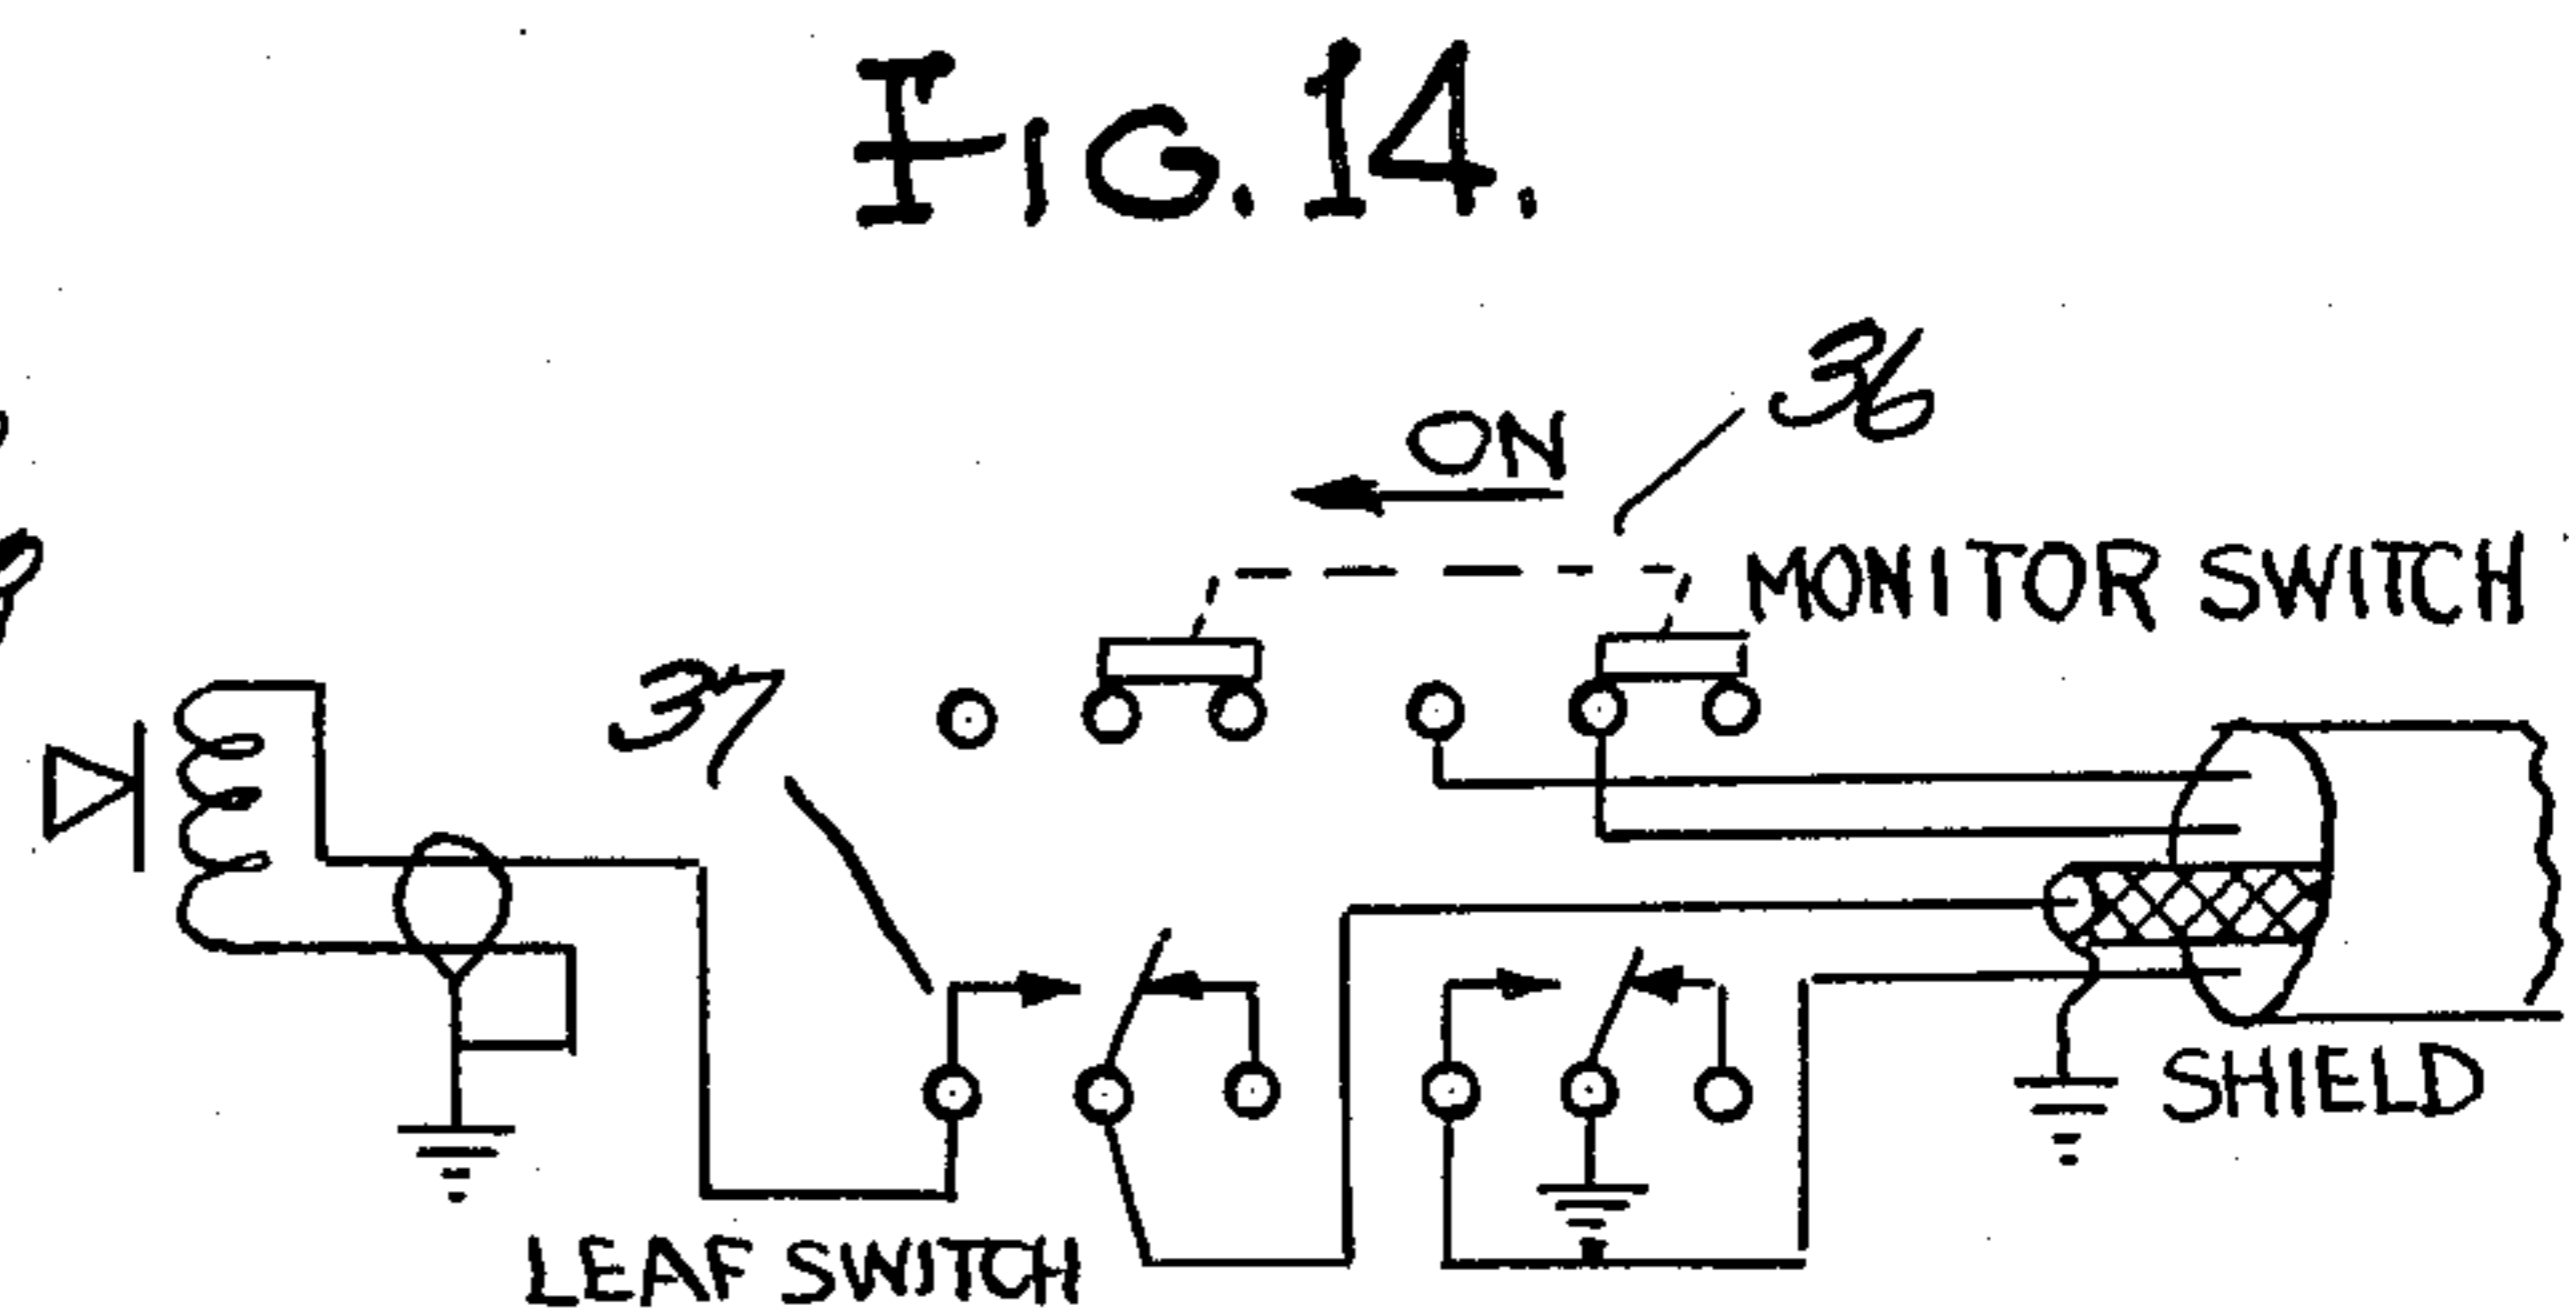 FIG. 14.
36
ON
MONITOR SWITCH
37
SHIELD
LEAF SWITCH